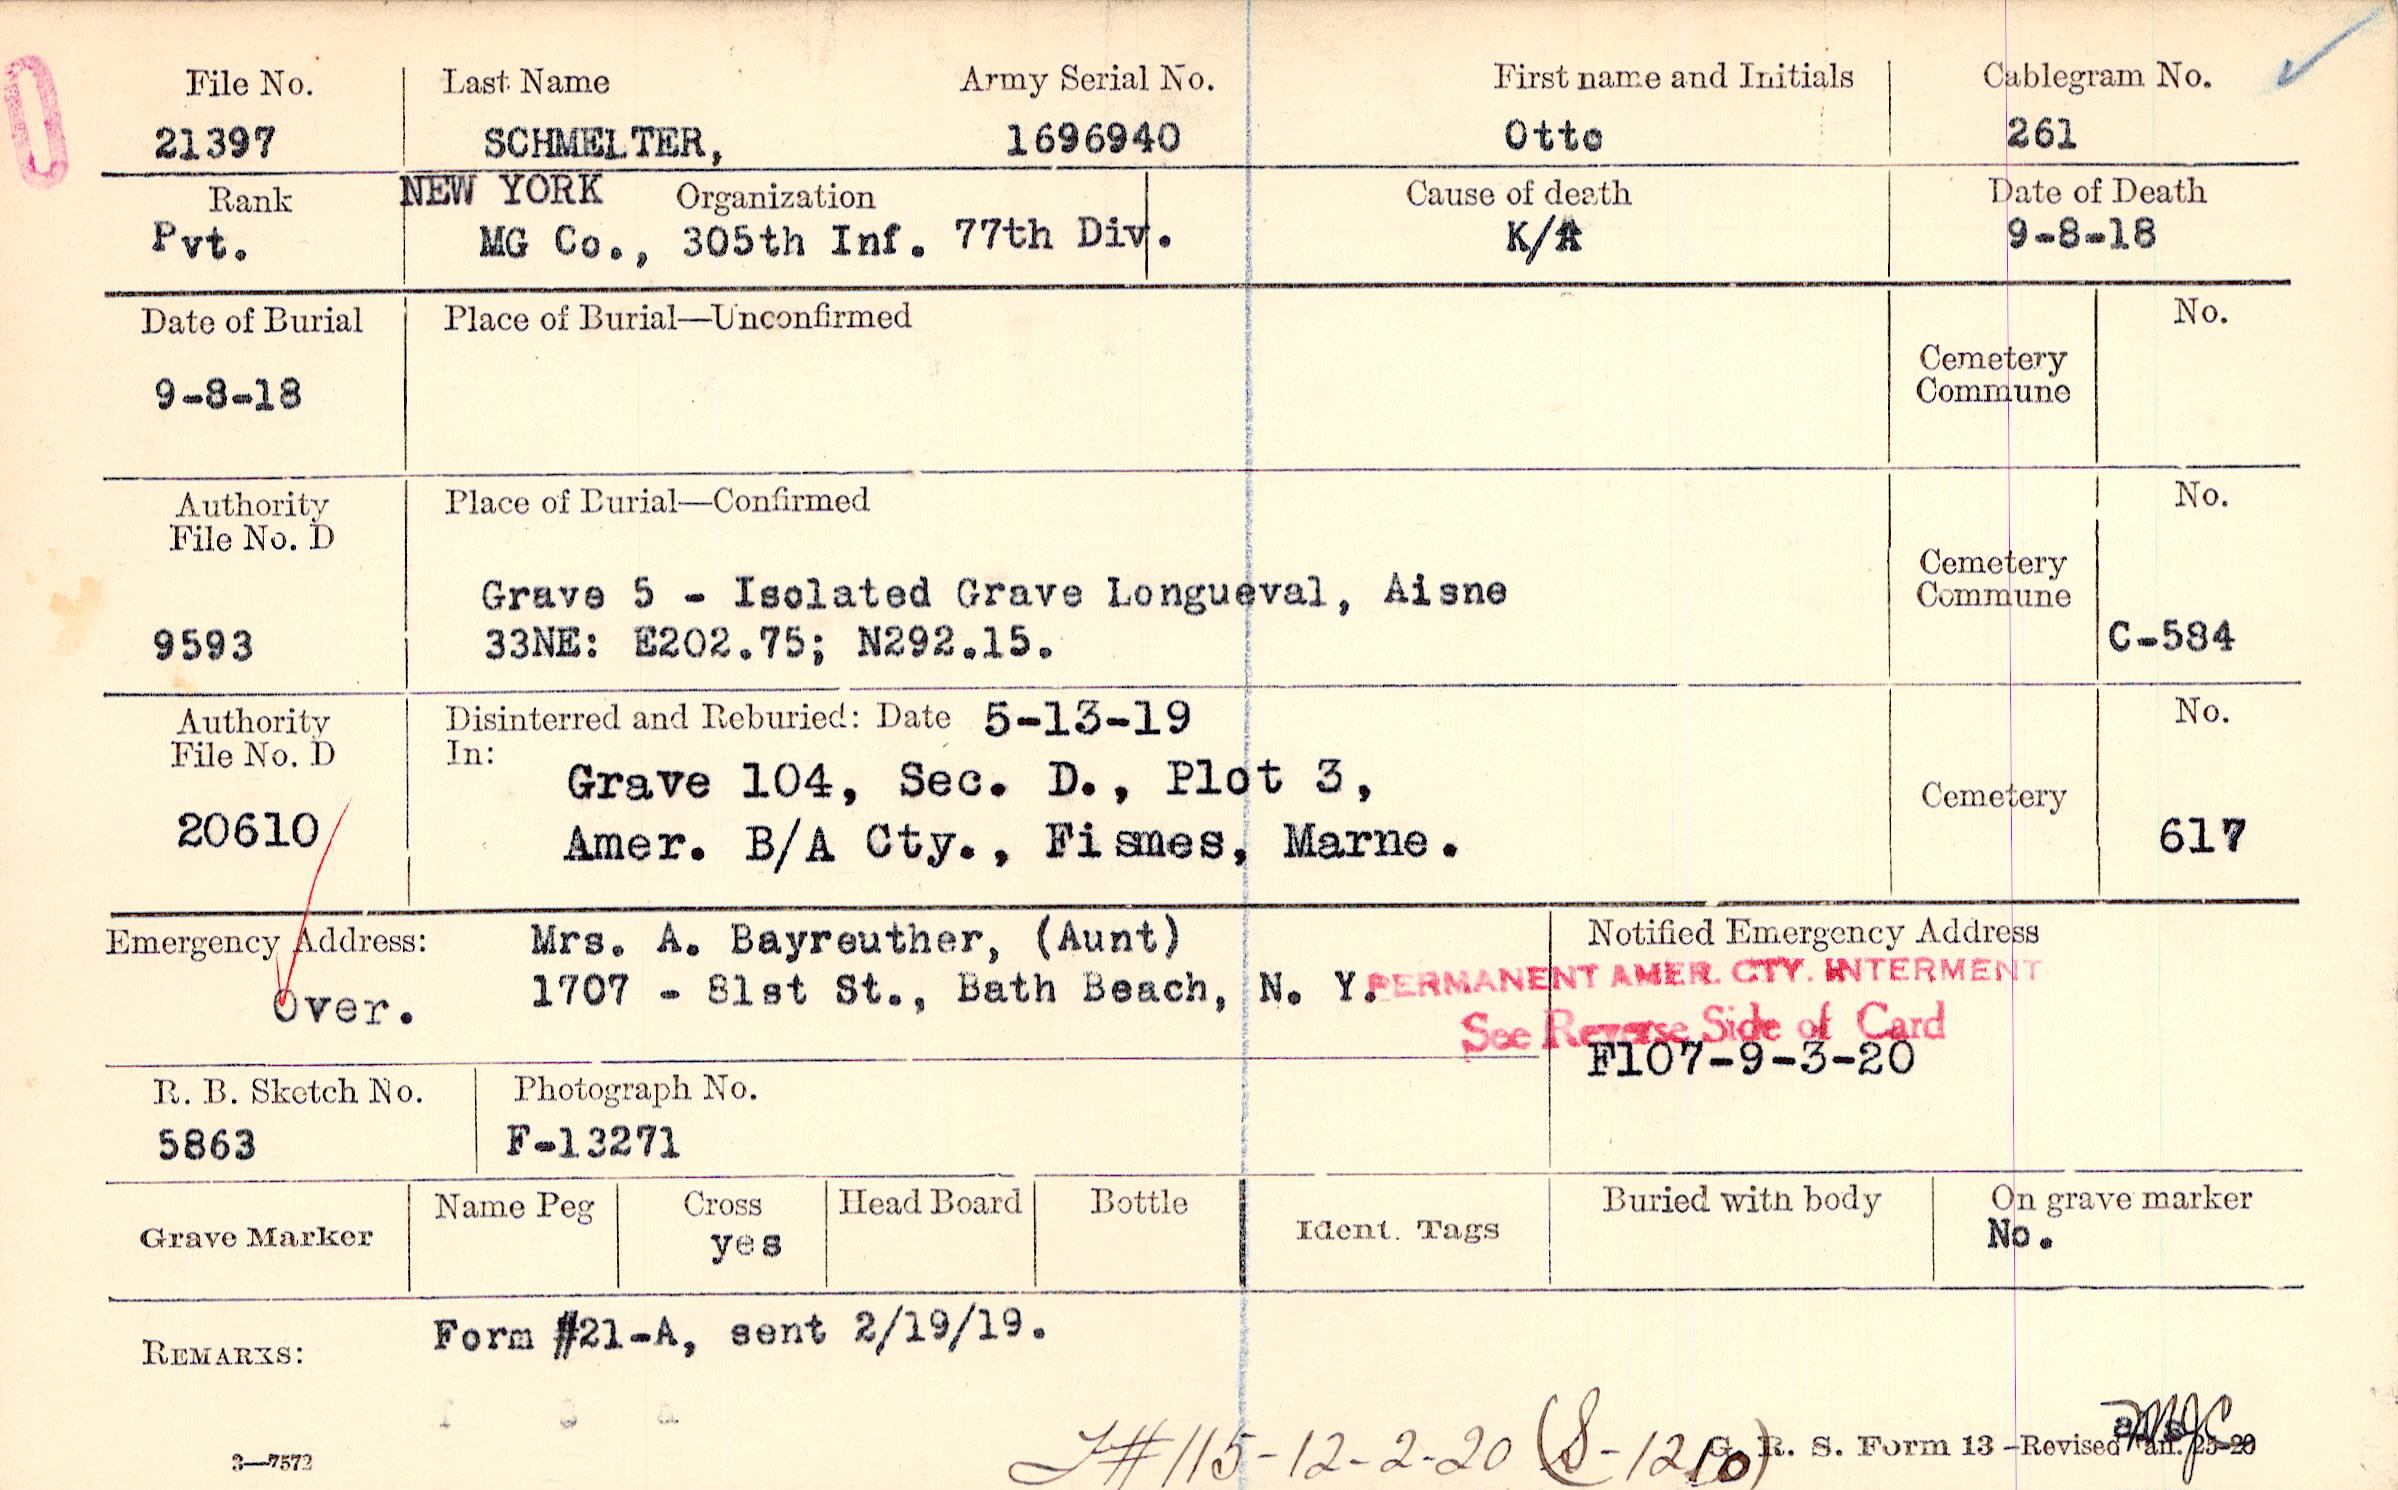 File No.
21397
Last Name
SCHMELTER,
Army Serial No.
1696940
First name and Initials
Otto
Cablegram No.
261
Rank
Pvt.
NEW YORK
Organization
MG Co., 305th Inf. 77th Div.
Cause of death
K/A
Date of Death
9-8-18
Date of Burial
9-8-18
Place of Burial—Unconfirmed
Cemetery
Commune
No.
Authority
File No. D
9593
Place of Burial—Confirmed
Grave 5 - Isolated Grave Longueval, Aisne
33NE: E202.75; N292.15.
Cemetery
Commune
No.
C-584
Authority
File No. D
20610
Disinterred and Reburied: Date 5-13-19
In:
Grave 104, Sec. D., Plot 3,
Amer. B/A Cty., Fismes, Marne.
Cemetery
No.
617
Emergency Address:
Over.
Mrs. A. Bayreuther, (Aunt)
1707 - 81st St., Bath Beach, N. Y.
Notified Emergency Address
PERMANENT AMER. CTY. INTERMENT
See Reverse Side of Card
F107-9-3-20
R. B. Sketch No.
5863
Photograph No.
F-13271
Grave Marker
Name Peg
Cross
yes
Head Board
Bottle
Ident. Tags
Buried with body
On grave marker
No.
REMARKS:
Form #21-A, sent 2/19/19.
#115-12-2-20
3—7572
G. R. S. Form 13 -Revised Jan. 25-20